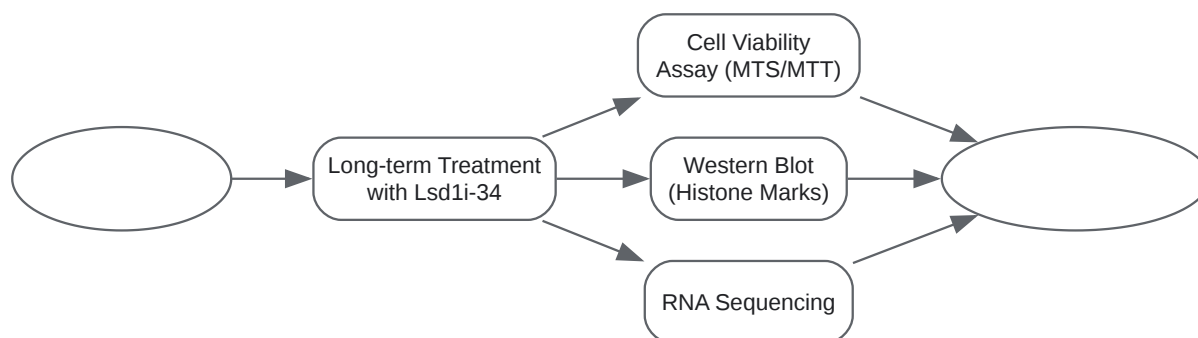 Cell Viability
Assay (MTS/MTT)
Long-term Treatment
with Lsd1i-34
Western Blot
(Histone Marks)
RNA Sequencing